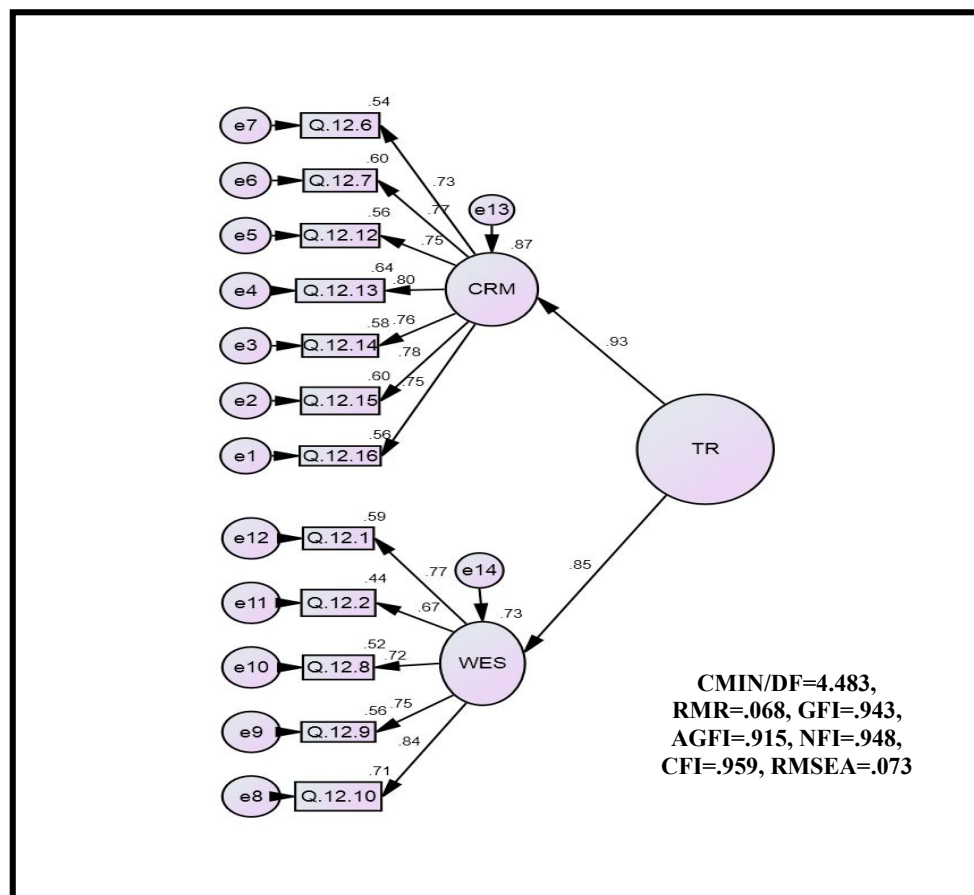 .54
e7 Q.12.6
.60
e6 Q.12.7
.73
.77
e13
.56
e5 Q.12.12
.75
.87
.64
e4 Q.12.13
.80
CRM
.58 .76
e3 Q.12.14
.78
.93
.60 .75
e2 Q.12.15
.56
e1 Q.12.16
TR
.59
e12 Q.12.1
.77
e14
.85
.44
e11 Q.12.2
.67
.73
.52
e10 Q.12.8
.72
WES
.56 .75
e9 Q.12.9
.84
.71
e8 Q.12.10
CMIN/DF=4.483,
RMR=.068, GFI=.943,
AGFI=.915, NFI=.948,
CFI=.959, RMSEA=.073